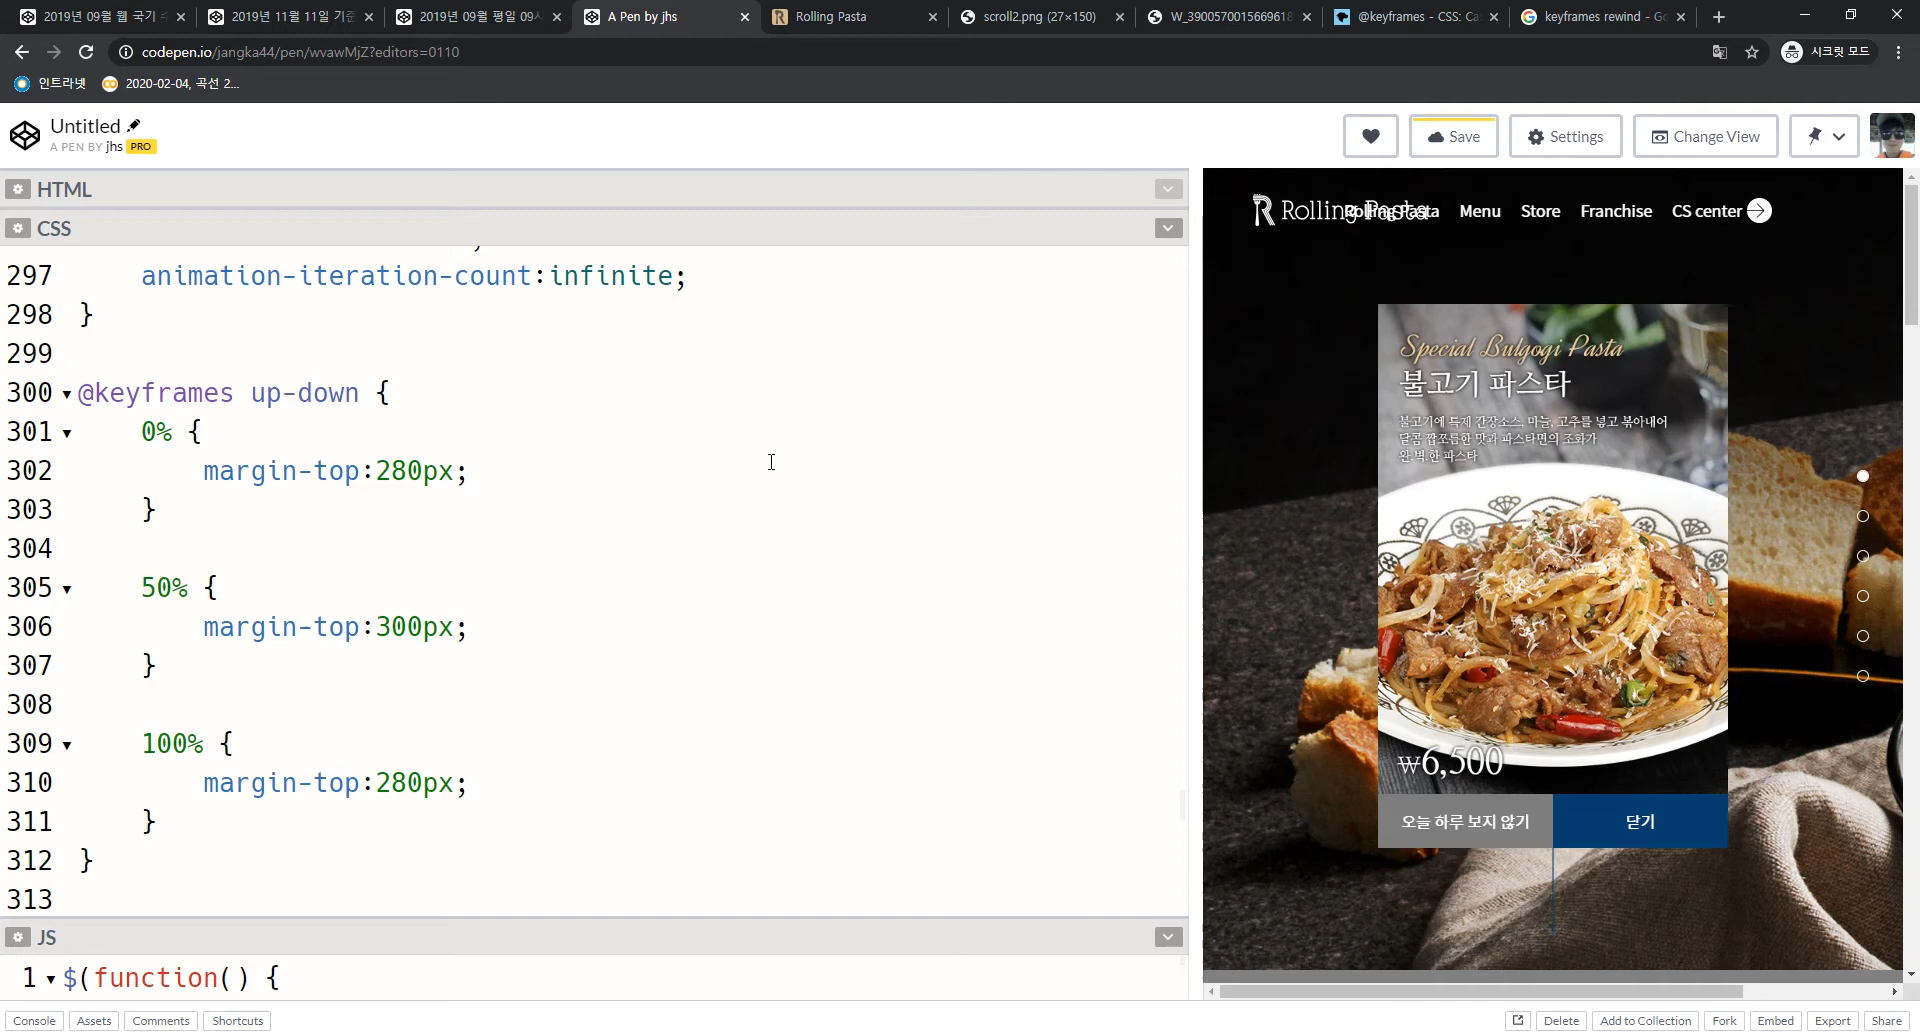 2019년 09월 웹 국기
2019년 11월 11일 기준
2019년 09월 평일 09시
A Pen by jhs
Rolling Pasta
scroll2.png (27×150)
W_3900570015669618
@keyframes - CSS: Ca
keyframes rewind - Go
codepen.io/jangka44/pen/wvawMjZ?editors=0110
시크릿 모드
인트라넷
2020-02-04, 곡선 2...
Untitled
A PEN BY jhs PRO
Save
Settings
Change View
HTML
CSS
297 animation-iteration-count:infinite;
298 }
299
300 @keyframes up-down {
301 0% {
302 margin-top:280px;
303 }
304
305 50% {
306 margin-top:300px;
307 }
308
309 100% {
310 margin-top:280px;
311 }
312 }
313
JS
1 $(function() {
Rolling Pasta
Rolling Pasta Menu Store Franchise CS center
Special Bulgogi Pasta
불고기 파스타
불고기에 특제 간장소스, 마늘, 고추를 넣고 볶아내어
달콤 짭쪼름한 맛과 파스타면의 조화가
완.벽.한 파스타
₩6,500
오늘 하루 보지 않기
닫기
Console
Assets
Comments
Shortcuts
Delete
Add to Collection
Fork
Embed
Export
Share